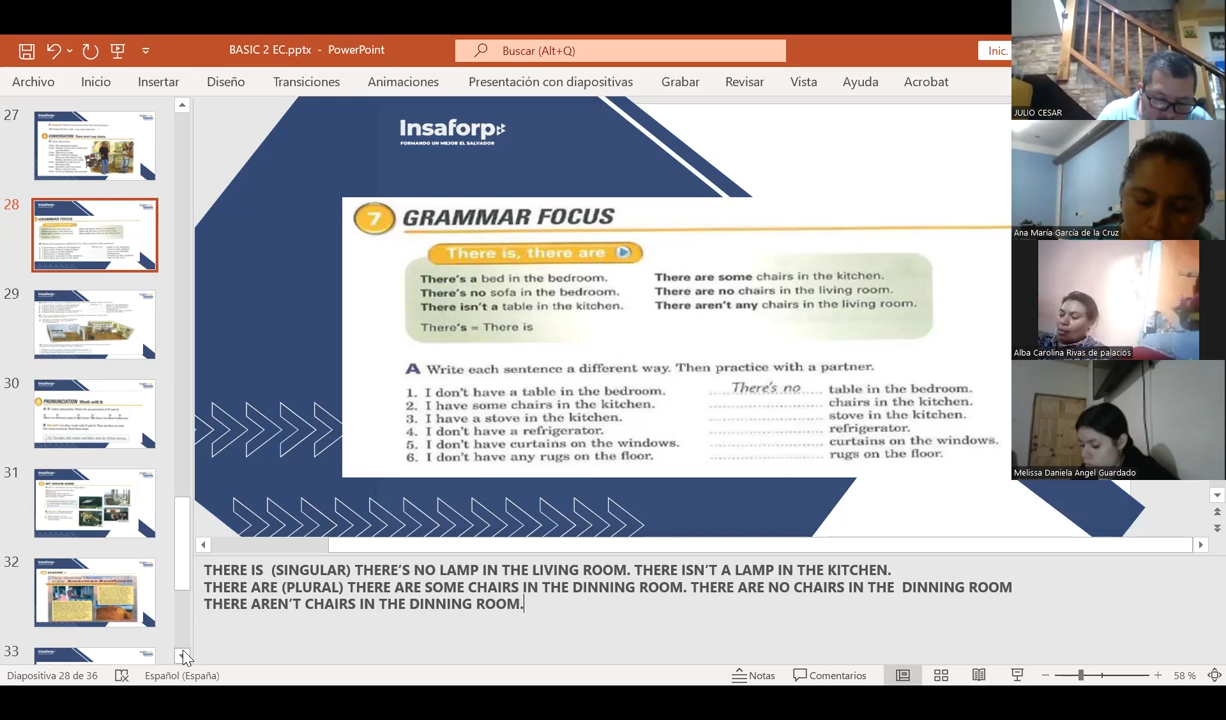 BASIC 2 EC.pptx - PowerPoint
Buscar (Alt+Q)
Inic.
Archivo Inicio Insertar Diseño Transiciones Animaciones Presentación con diapositivas Grabar Revisar Vista Ayuda Acrobat
27
28
29
30
31
32
33
Insaforp
FORMANDO UN MEJOR EL SALVADOR
7 GRAMMAR FOCUS
There is, there are
There's a bed in the bedroom.
There's no sofa in the bedroom.
There isn't a table in the kitchen.
There's = There is
There are some chairs in the kitchen.
There are no chairs in the living room.
There aren't any chairs in the living room.
A Write each sentence a different way. Then practice with a partner.
1. I don't have a table in the bedroom. There's no table in the bedroom.
2. I have some chairs in the kitchen. chairs in the kitchen.
3. I have a stove in the kitchen. stove in the kitchen.
4. I don't have a refrigerator. refrigerator.
5. I don't have curtains on the windows. curtains on the windows.
6. I don't have any rugs on the floor. rugs on the floor.
THERE IS (SINGULAR) THERE'S NO LAMP IN THE LIVING ROOM. THERE ISN'T A LAMP IN THE KITCHEN.
THERE ARE (PLURAL) THERE ARE SOME CHAIRS IN THE DINNING ROOM. THERE ARE NO CHAIRS IN THE DINNING ROOM
THERE AREN'T CHAIRS IN THE DINNING ROOM.
Diapositiva 28 de 36 Español (España) Notas Comentarios 58 %
JULIO CESAR
Ana María García de la Cruz
Alba Carolina Rivas de palacios
Melissa Daniela Angel Guardado